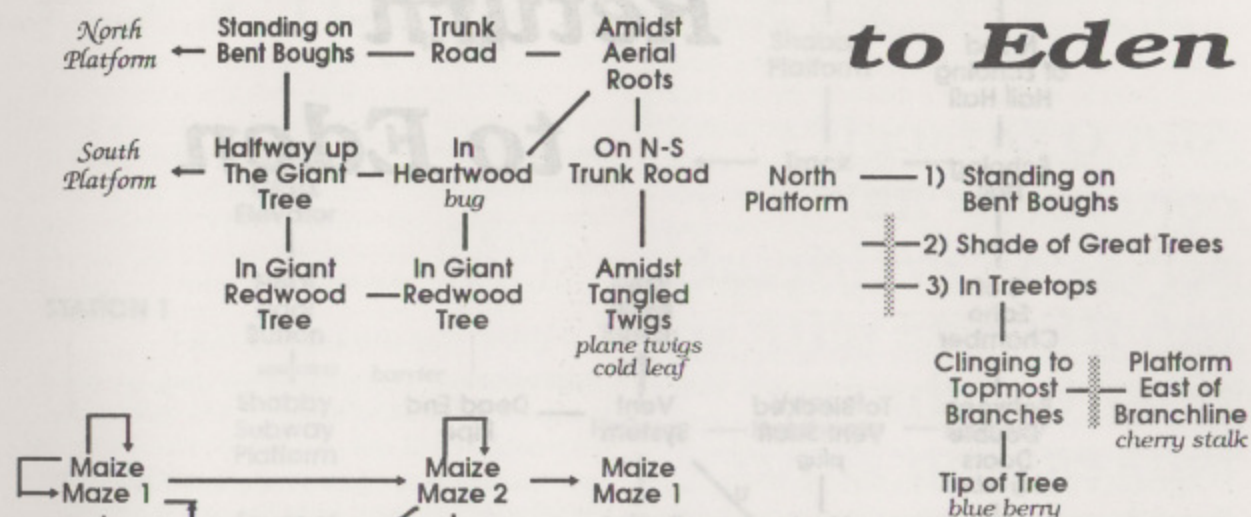 to Eden
North
Platform
Standing on
Bent Boughs
Trunk
Road
Amidst
Aerial
Roots
South
Platform
Halfway up
The Giant
Tree
In
Heartwood
bug
On N-S
Trunk Road
In Giant
Redwood
Tree
In Giant
Redwood
Tree
Amidst
Tangled
Twigs
plane twigs
cold leaf
North
Platform
1) Standing on
Bent Boughs
2) Shade of Great Trees
3) In Treetops
Clinging to
Topmost
Branches
Platform
East of
Branchline
cherry stalk
Tip of Tree
blue berry
Maize
Maze 1
Maize
Maze 2
Maize
Maze 1